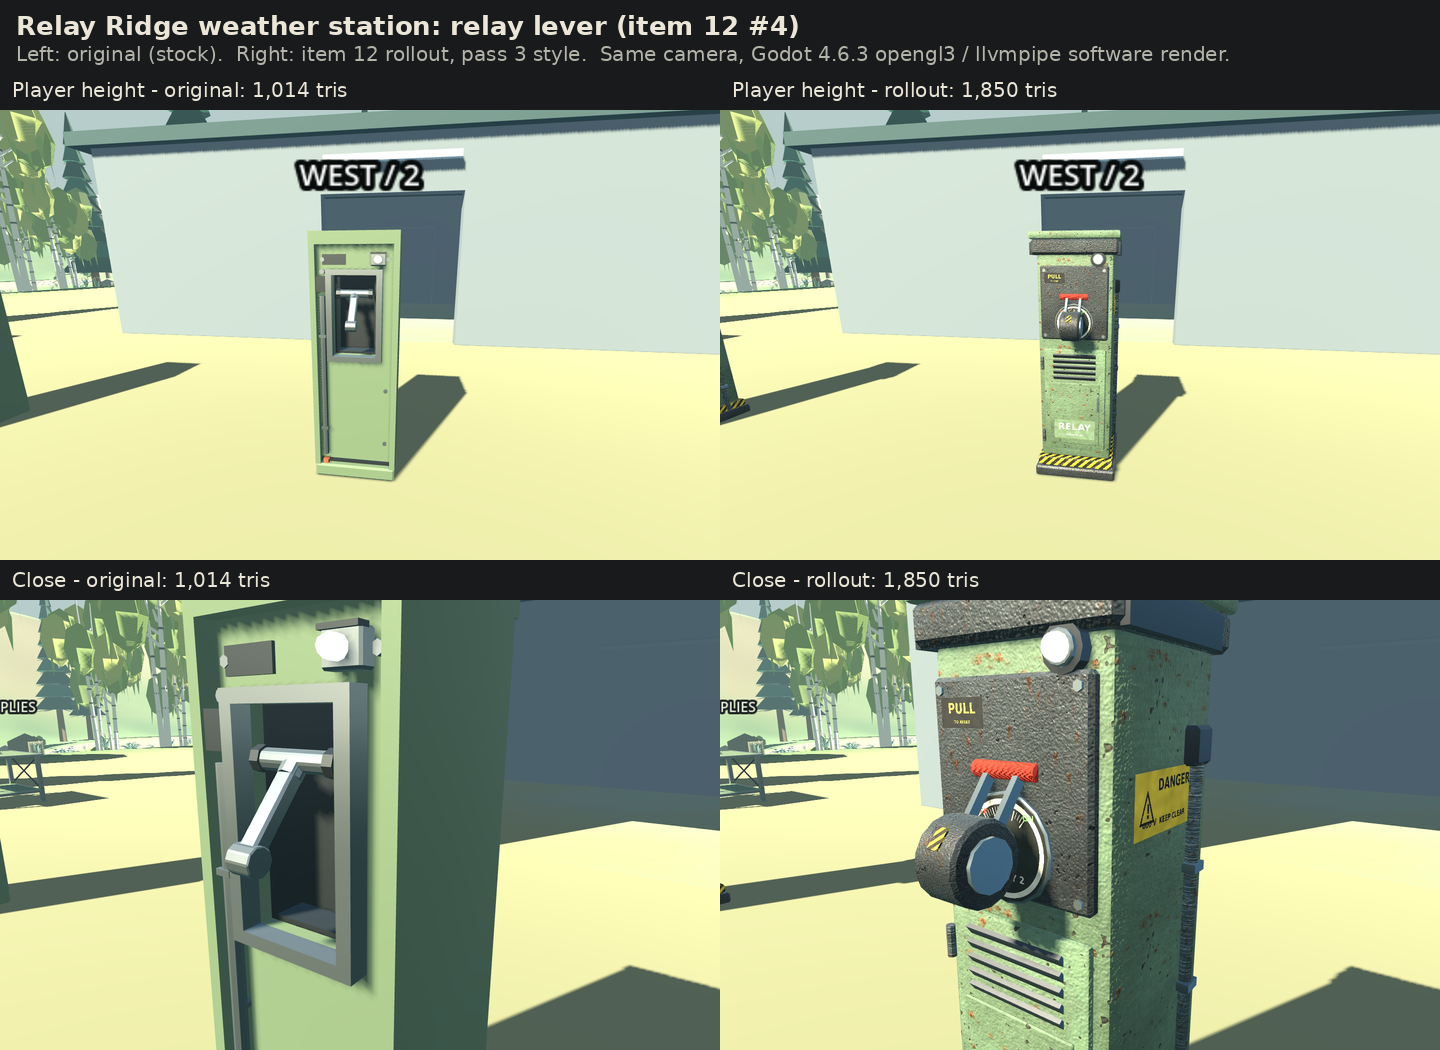 Relay Ridge weather station: relay lever (item 12 #4)
Left: original (stock).  Right: item 12 rollout, pass 3 style.  Same camera, Godot 4.6.3 opengl3 / llvmpipe software render.
Player height - original: 1,014 tris
Player height - rollout: 1,850 tris
WEST / 2
WEST / 2
PULL
RELAY
Close - original: 1,014 tris
Close - rollout: 1,850 tris
PLIES
PLIES
PULL
DANGER
KEEP CLEAR
/ 2